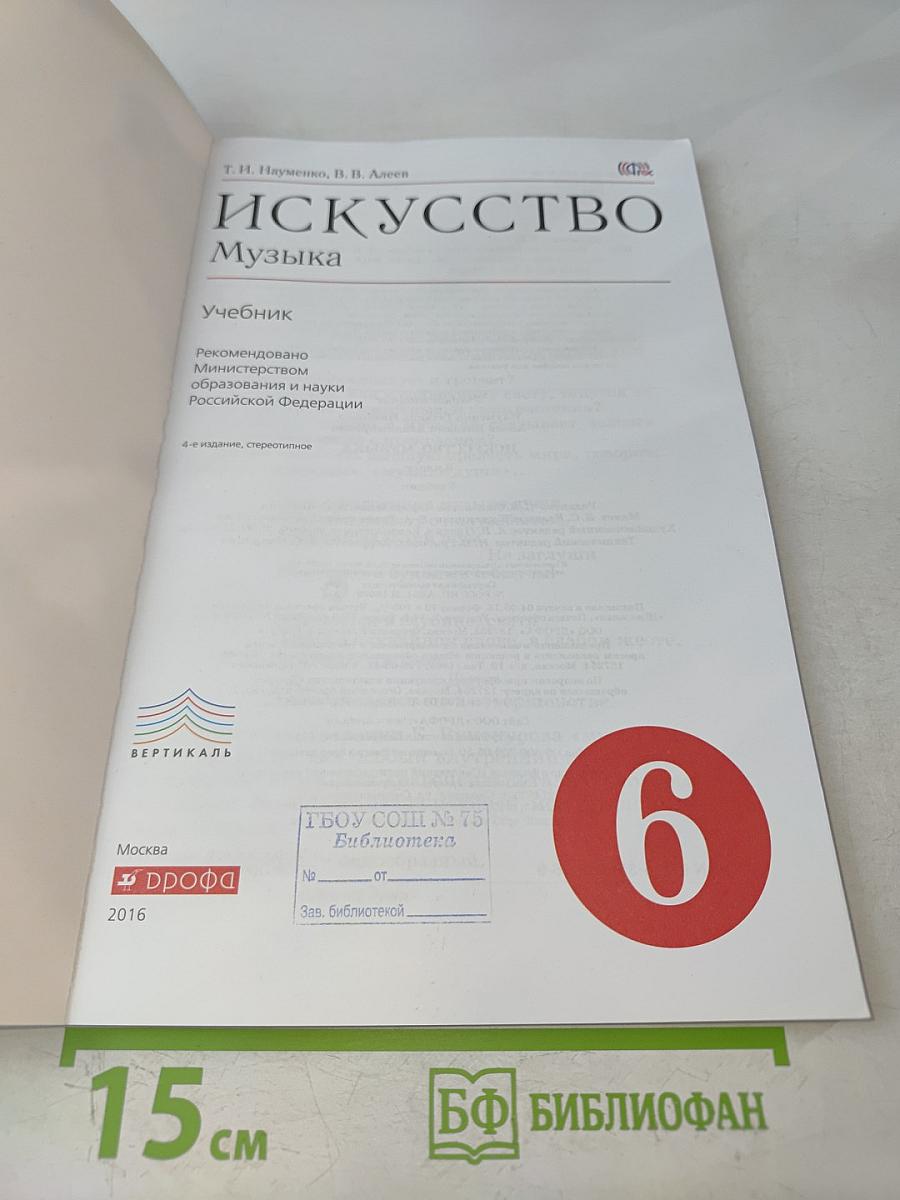 Т. И. Науменко, В. В. Алеев
ИСКУССТВО
Музыка
Учебник
Рекомендовано
Министерством
образования и науки
Российской Федерации
4-е издание, стереотипное
ВЕРТИКАЛЬ
6
ГБОУ СОШ № 75
Библиотека
№ от
Зав. библиотекой
Москва
дрофа
2016
15 см
БФ БИБЛИОФАН